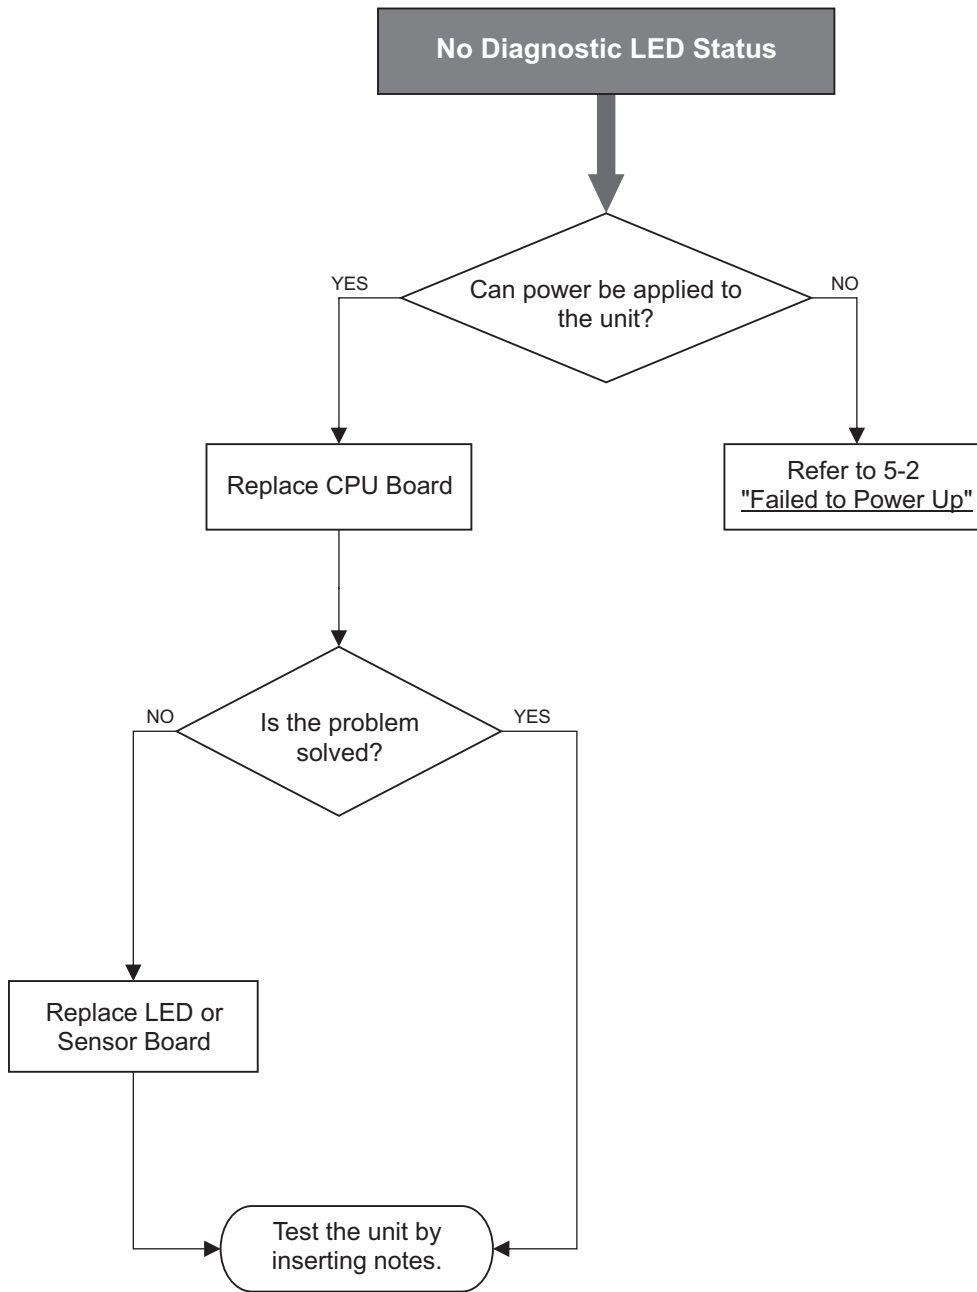 No Diagnostic LED Status
Can power be applied to
the unit?
YES
NO
Replace CPU Board
Refer to 5-2
"Failed to Power Up"
Is the problem
solved?
NO
YES
Replace LED or
Sensor Board
Test the unit by
inserting notes.